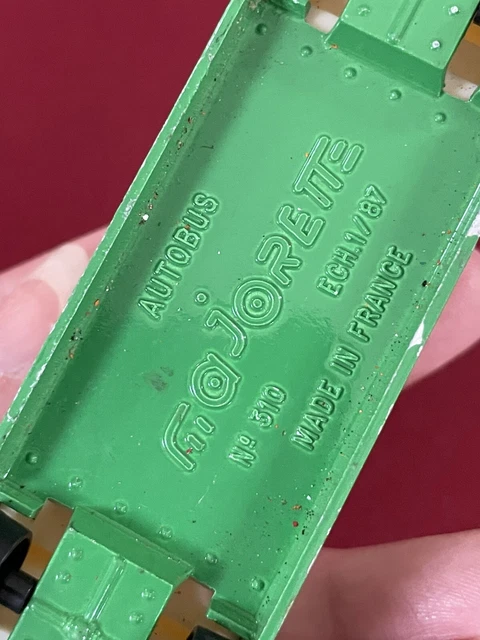 AUTOBUS
majORETTE
Nº 310 ECH.1/87
MADE IN FRANCE